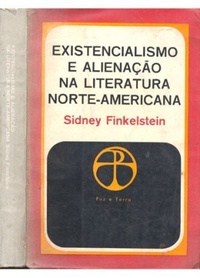 EXISTENCIALISMO
E ALIENAÇÃO
NA LITERATURA
NORTE-AMERICANA
Sidney Finkelstein
Paz e Terra